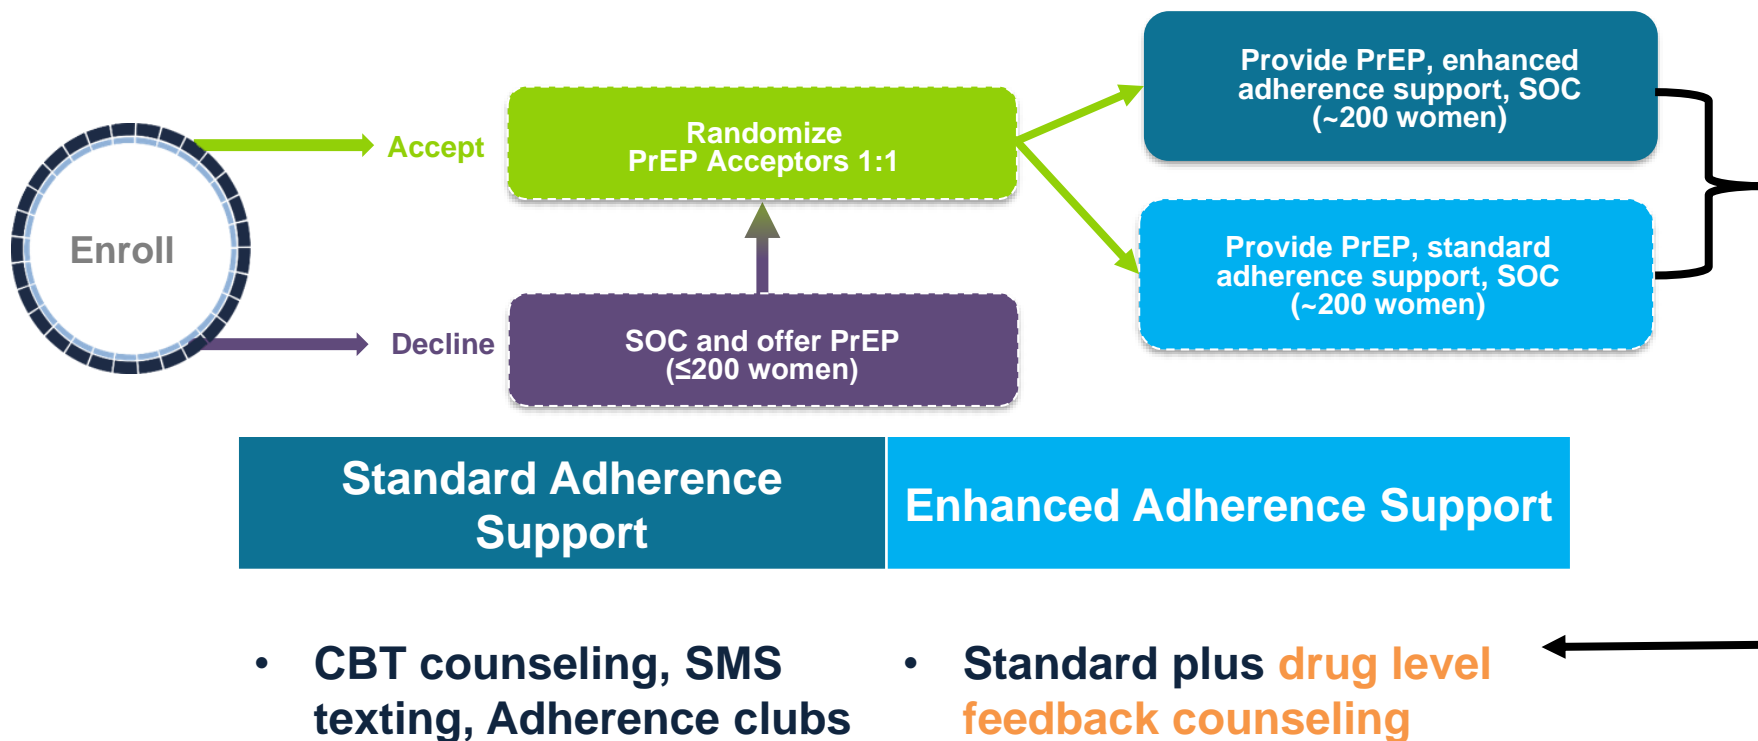 Enroll
Accept
Decline
Randomize
PrEP Acceptors 1:1
SOC and offer PrEP
(≤200 women)
Provide PrEP, enhanced
adherence support, SOC
(~200 women)
Provide PrEP, standard
adherence support, SOC
(~200 women)
Standard Adherence
Support
Enhanced Adherence Support
• CBT counseling, SMS
texting, Adherence clubs
• Standard plus drug level
feedback counseling